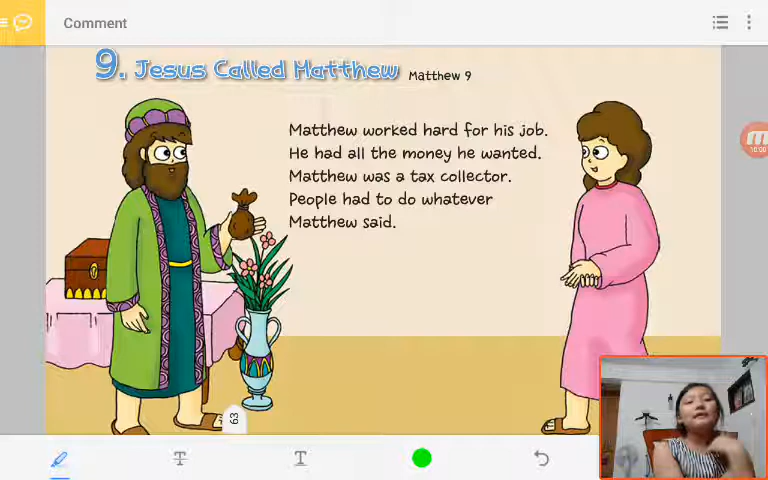 Comment
9. Jesus Called Matthew Matthew 9
Matthew worked hard for his job.
He had all the money he wanted.
Matthew was a tax collector.
People had to do whatever
Matthew said.
63
T
T